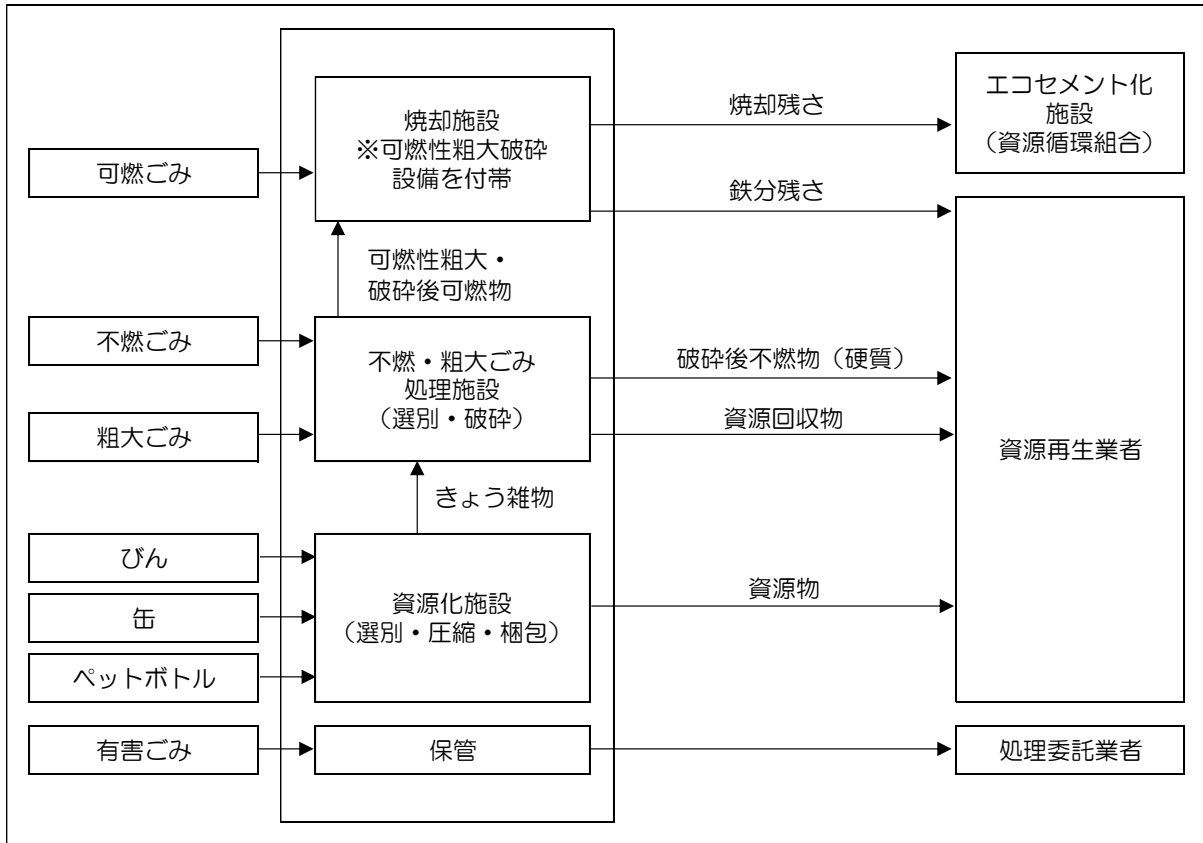 焼却施設
※可燃性粗大破砕
設備を付帯
焼却残さ
エコセメント化
施設
（資源循環組合）
可燃ごみ
鉄分残さ
可燃性粗大・
破砕後可燃物
不燃ごみ
粗大ごみ
不燃・粗大ごみ
処理施設
（選別・破砕）
破砕後不燃物（硬質）
資源回収物
資源再生業者
きょう雑物
びん
缶
ペットボトル
資源化施設
（選別・圧縮・梱包）
資源物
有害ごみ
保管
処理委託業者